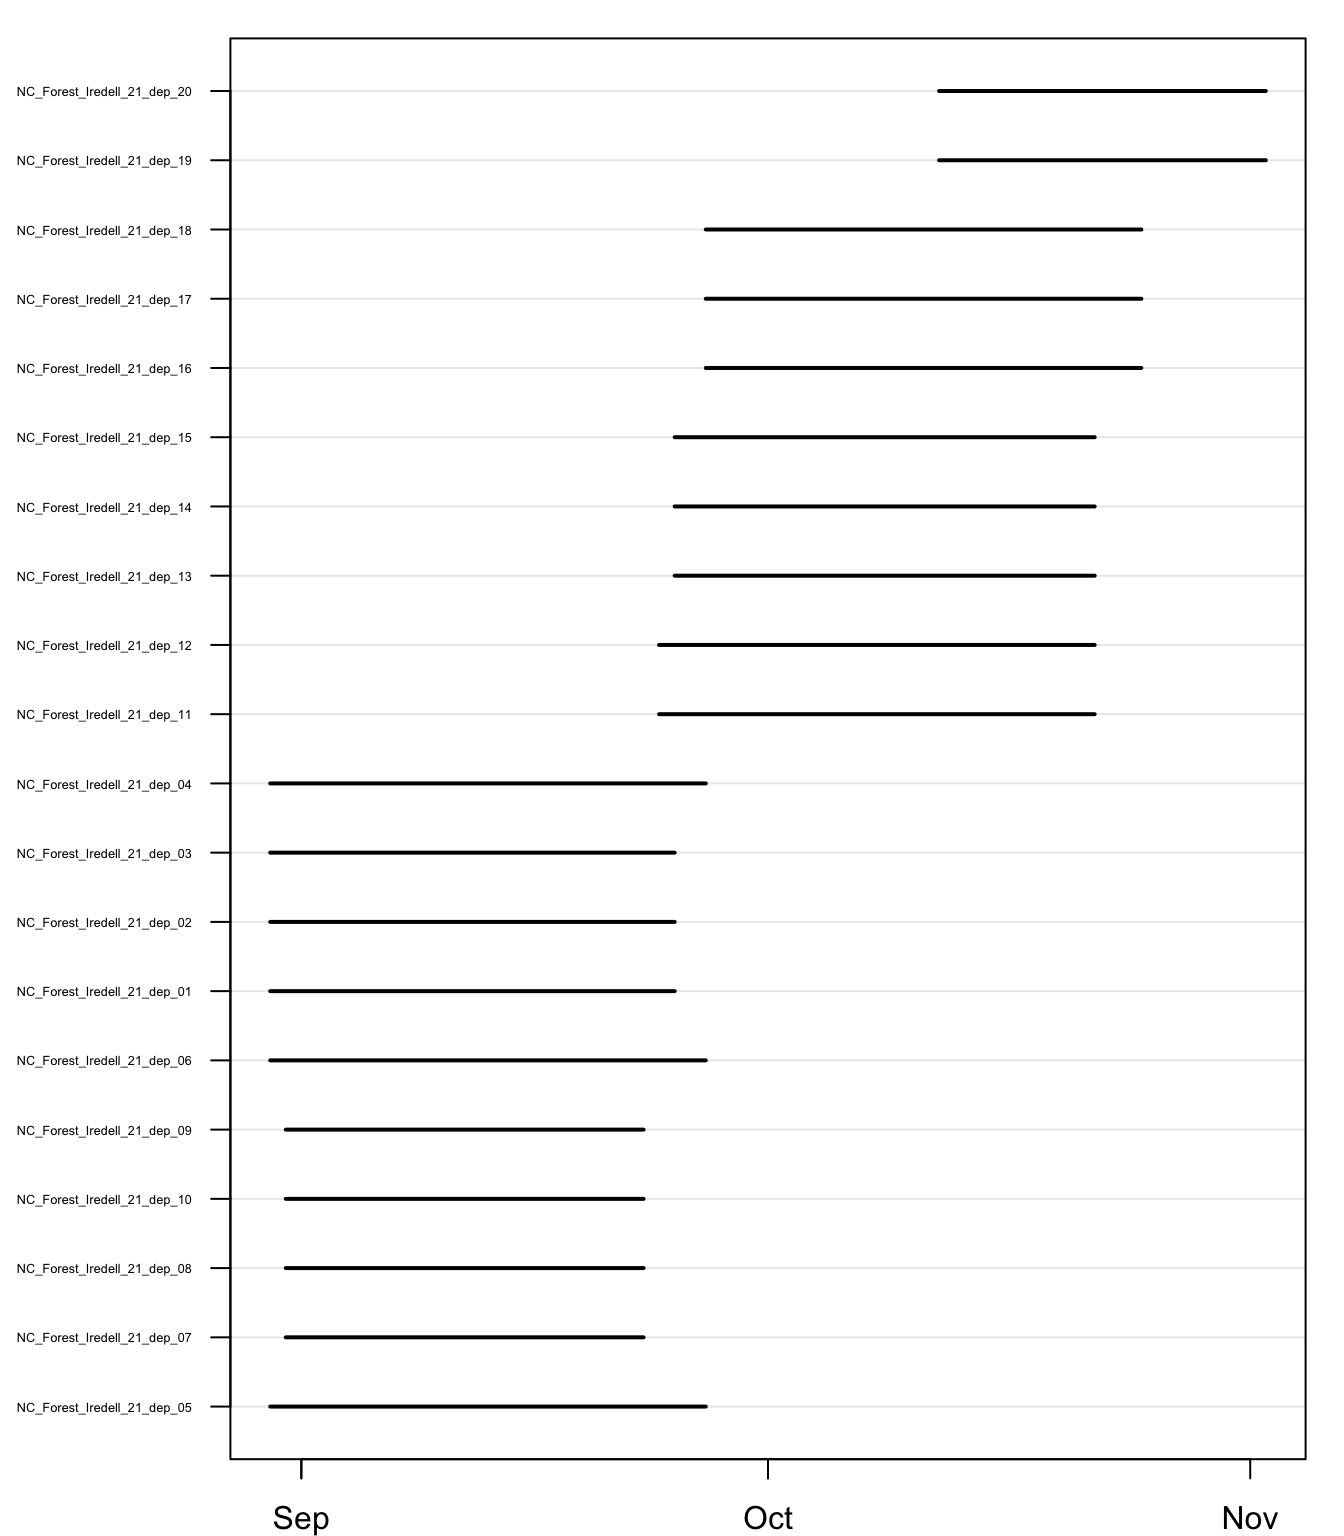 NC_Forest_Iredell_21_dep_20
NC_Forest_Iredell_21_dep_19
NC_Forest_Iredell_21_dep_18
NC_Forest_Iredell_21_dep_17
NC_Forest_Iredell_21_dep_16
NC_Forest_Iredell_21_dep_15
NC_Forest_Iredell_21_dep_14
NC_Forest_Iredell_21_dep_13
NC_Forest_Iredell_21_dep_12
NC_Forest_Iredell_21_dep_11
NC_Forest_Iredell_21_dep_04
NC_Forest_Iredell_21_dep_03
NC_Forest_Iredell_21_dep_02
NC_Forest_Iredell_21_dep_01
NC_Forest_Iredell_21_dep_06
NC_Forest_Iredell_21_dep_09
NC_Forest_Iredell_21_dep_10
NC_Forest_Iredell_21_dep_08
NC_Forest_Iredell_21_dep_07
NC_Forest_Iredell_21_dep_05
Sep Oct Nov